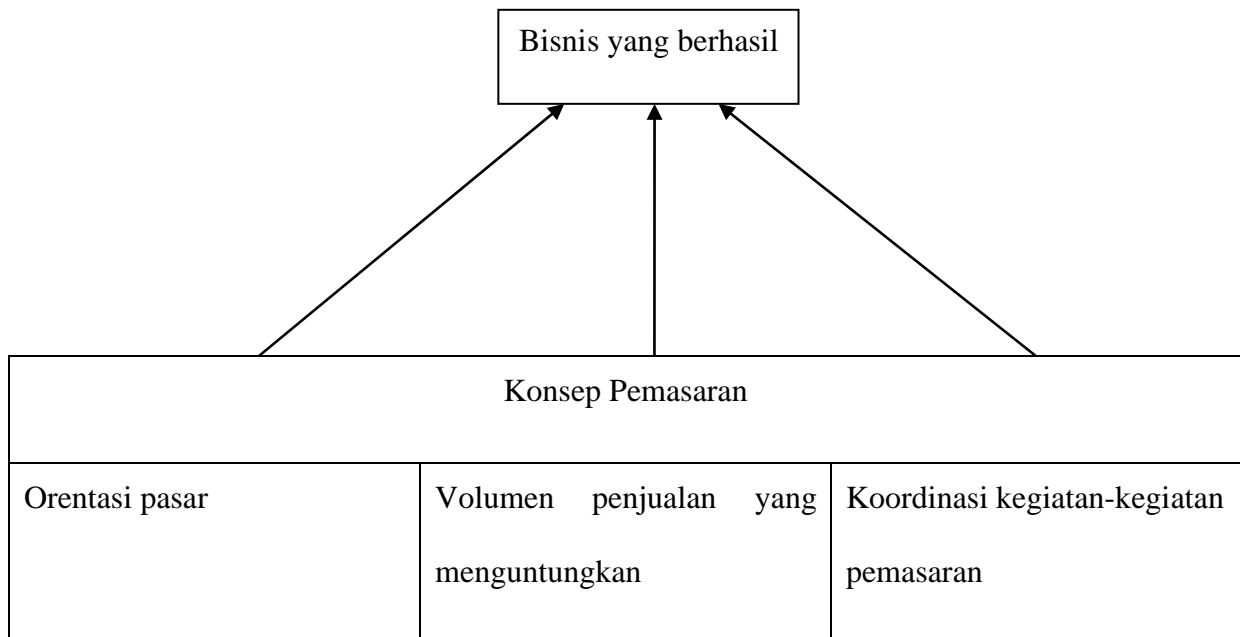 Bisnis yang berhasil
Konsep Pemasaran
Orentasi pasar
Volumen penjualan yang
menguntungkan
Koordinasi kegiatan-kegiatan
pemasaran